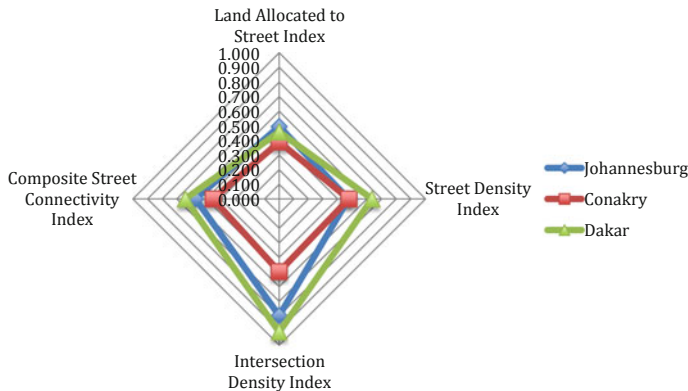 Land Allocated to
Street Index
1.000
0.900
0.800
0.700
0.600
0.500
0.400
0.300
0.200
0.100
0.000
Composite Street
Connectivity
Index
Street Density
Index
Intersection
Density Index
Johannesburg
Conakry
Dakar